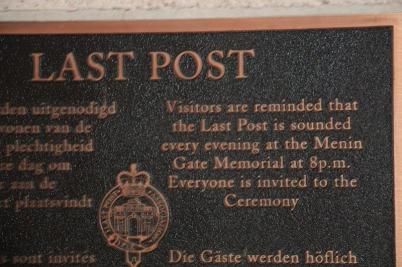 LAST POST
den uitgenodigd
wonen van de
plechtigheid
ze dag om
aan de
plaatsvindt
Visitors are reminded that
the Last Post is sounded
every evening at the Menin
Gate Memorial at 8p.m.
Everyone is invited to the
Ceremony
s sont invites
Die Gäste werden höflich